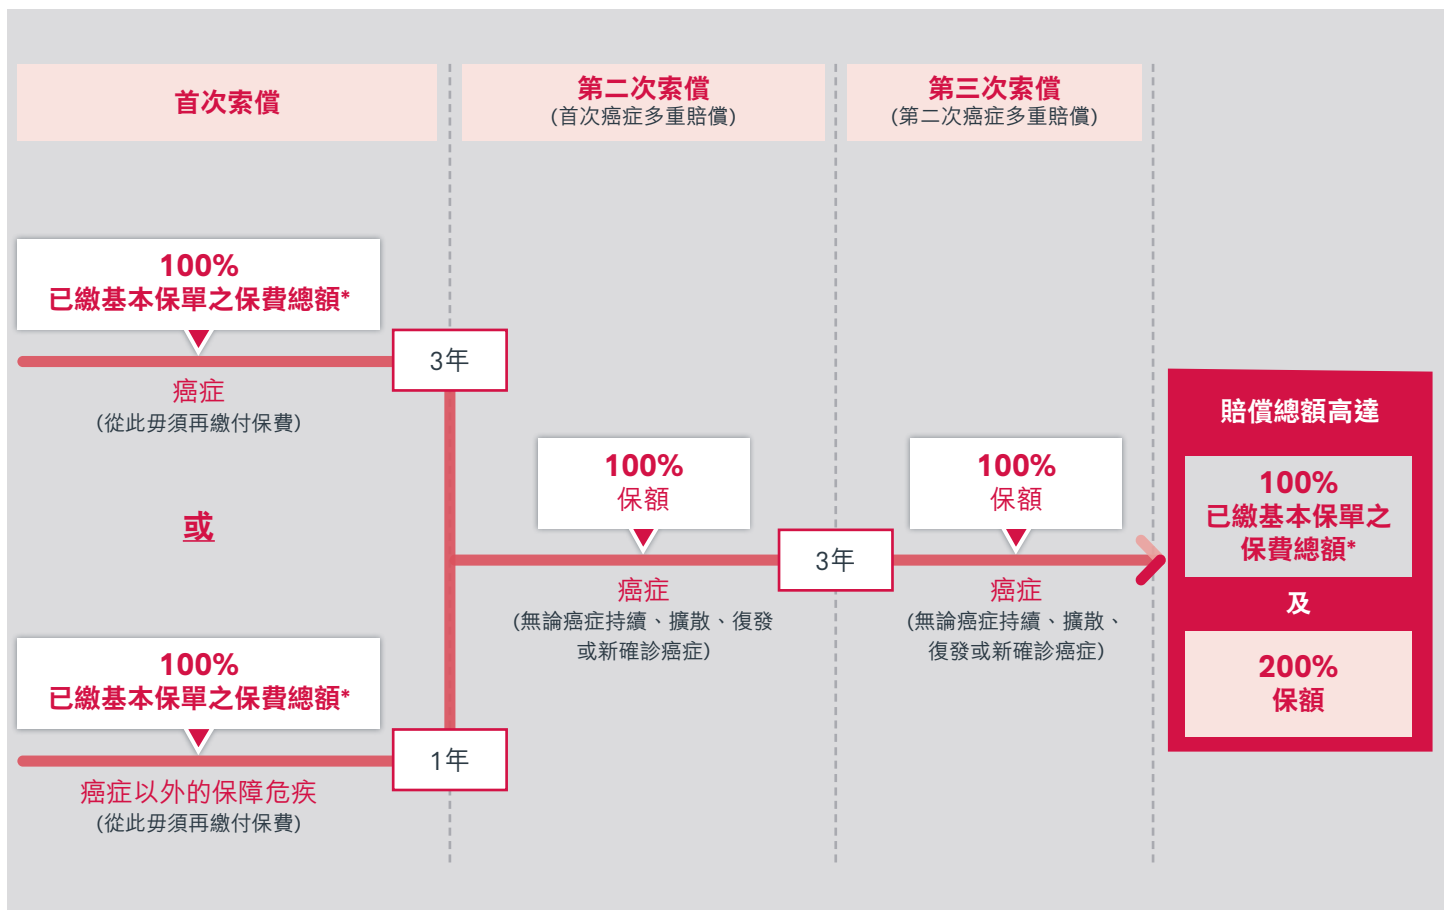 首次索償
第二次索償
(首次癌症多重賠償)
第三次索償
(第二次癌症多重賠償)
100%
已繳基本保單之保費總額*
3年
癌症
(從此毋須再繳付保費)
或
100%
已繳基本保單之保費總額*
1年
癌症以外的保障危疾
(從此毋須再繳付保費)
100%
保額
癌症
(無論癌症持續、擴散、復發
或新確診癌症)
3年
100%
保額
癌症
(無論癌症持續、擴散、
復發或新確診癌症)
賠償總額高達
100%
已繳基本保單之
保費總額*
及
200%
保額